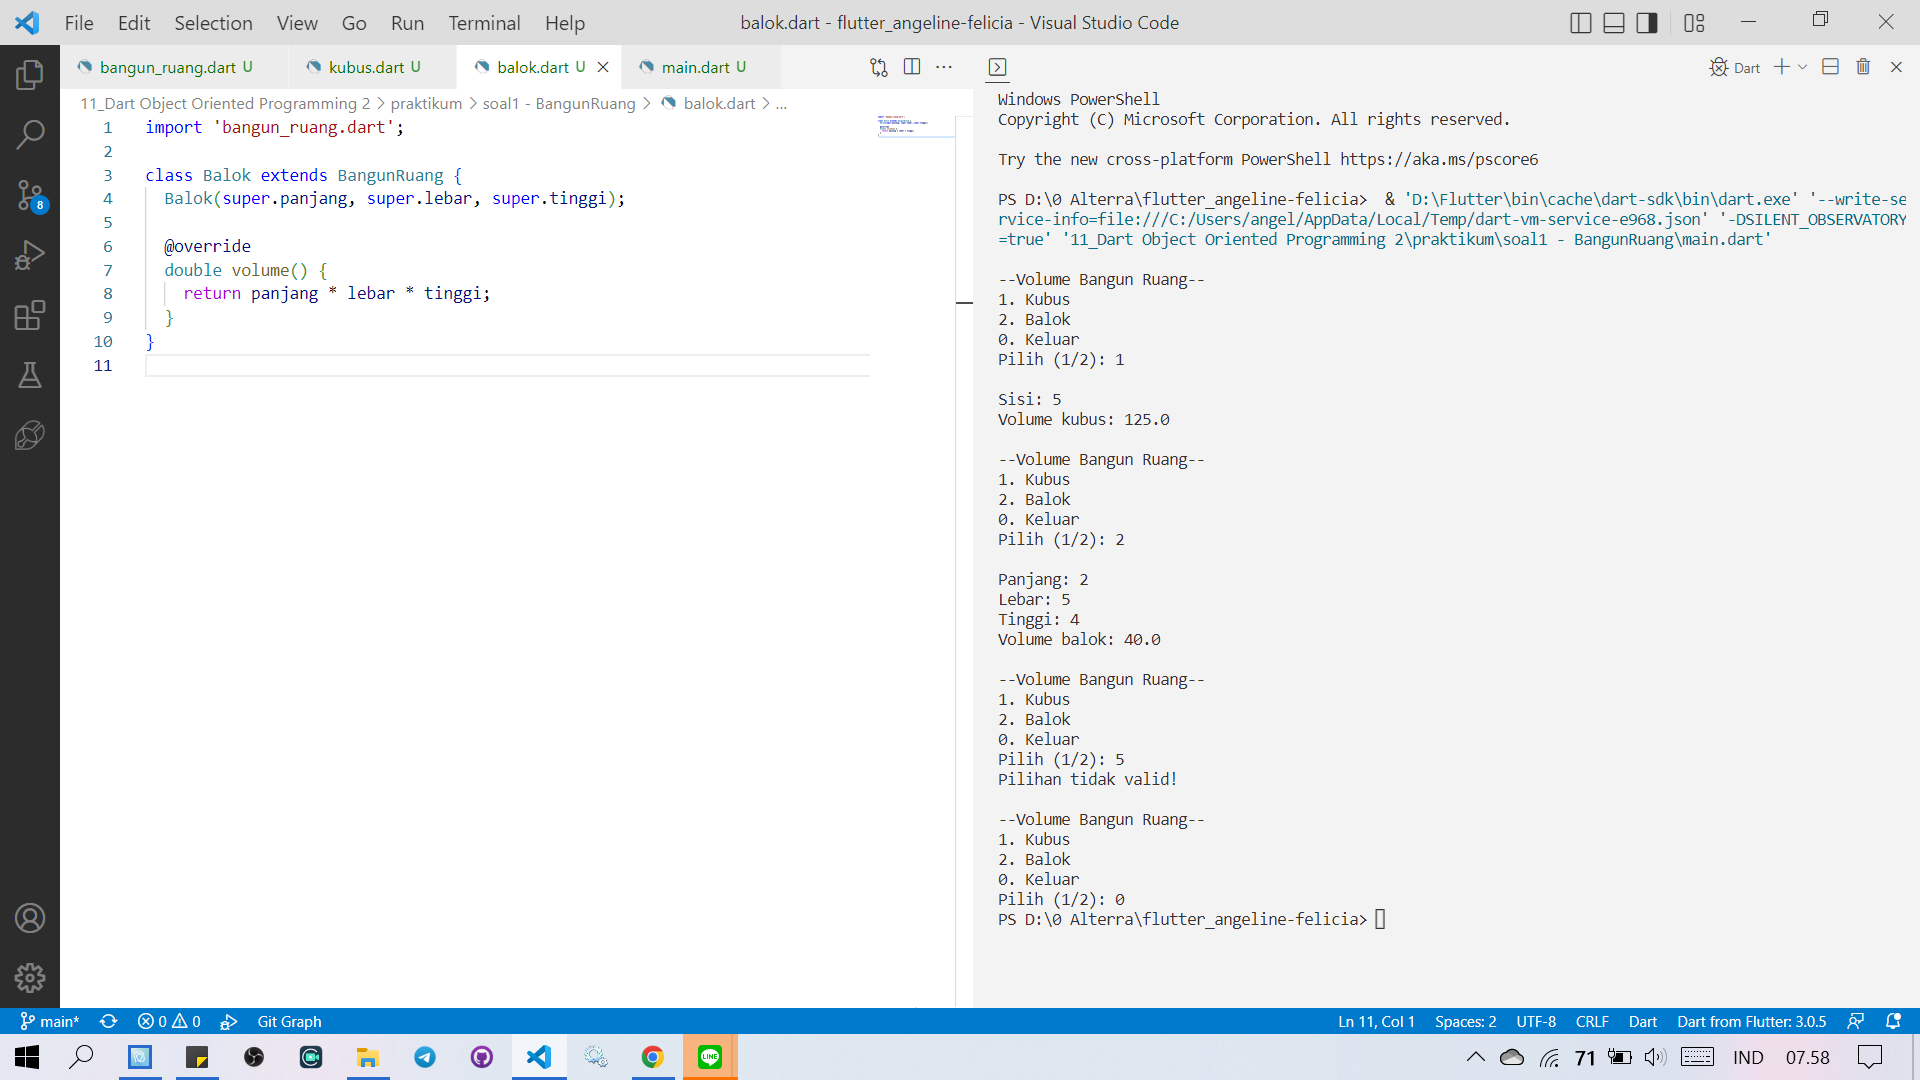 File Edit Selection View Go Run Terminal Help
balok.dart - flutter_angeline-felicia - Visual Studio Code
bangun_ruang.dart U
kubus.dart U
balok.dart U
main.dart U
11_Dart Object Oriented Programming 2 > praktikum > soal1 - BangunRuang > balok.dart > ...
1 import 'bangun_ruang.dart';
2
3 class Balok extends BangunRuang {
4 Balok(super.panjang, super.lebar, super.tinggi);
5
6 @override
7 double volume() {
8 return panjang * lebar * tinggi;
9 }
10 }
11
8
Dart
Windows PowerShell
Copyright (C) Microsoft Corporation. All rights reserved.
Try the new cross-platform PowerShell https://aka.ms/pscore6
PS D:\0 Alterra\flutter_angeline-felicia>  & 'D:\Flutter\bin\cache\dart-sdk\bin\dart.exe' '--write-se
rvice-info=file:///C:/Users/angel/AppData/Local/Temp/dart-vm-service-e968.json' '-DSILENT_OBSERVATORY
=true' '11_Dart Object Oriented Programming 2\praktikum\soal1 - BangunRuang\main.dart'
--Volume Bangun Ruang--
1. Kubus
2. Balok
0. Keluar
Pilih (1/2): 1
Sisi: 5
Volume kubus: 125.0
--Volume Bangun Ruang--
1. Kubus
2. Balok
0. Keluar
Pilih (1/2): 2
Panjang: 2
Lebar: 5
Tinggi: 4
Volume balok: 40.0
--Volume Bangun Ruang--
1. Kubus
2. Balok
0. Keluar
Pilih (1/2): 5
Pilihan tidak valid!
--Volume Bangun Ruang--
1. Kubus
2. Balok
0. Keluar
Pilih (1/2): 0
PS D:\0 Alterra\flutter_angeline-felicia>
main* 0 0 Git Graph
Ln 11, Col 1 Spaces: 2 UTF-8 CRLF Dart Dart from Flutter: 3.0.5
LINE
71 IND 07.58